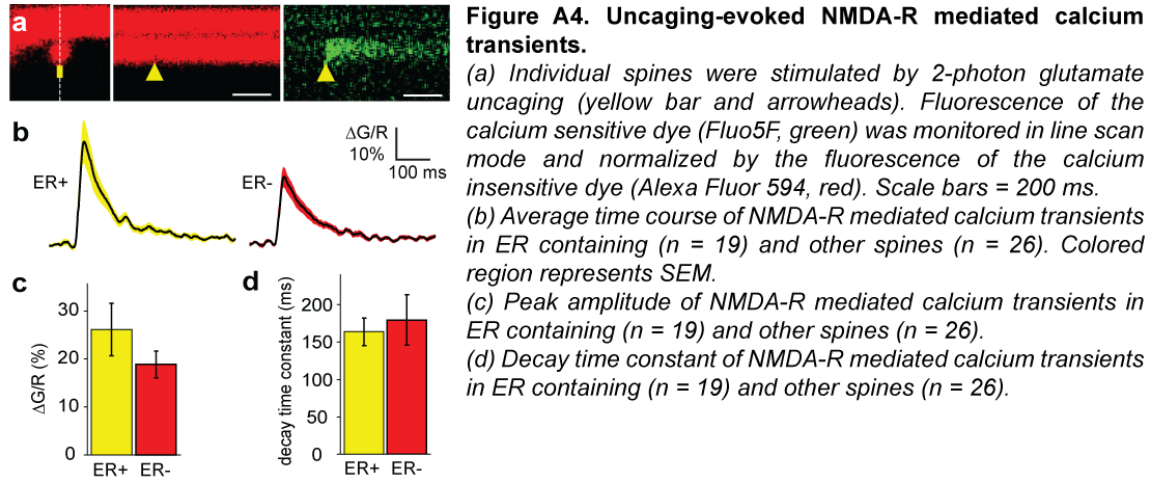 a
b
ER+
ER-
ΔG/R
10%
100 ms
c
ΔG/R (%)
30
20
10
0
ER+ ER-
d
decay time constant (ms)
200
150
100
50
0
ER+ ER-
Figure A4. Uncaging-evoked NMDA-R mediated calcium
transients.
(a) Individual spines were stimulated by 2-photon glutamate
uncaging (yellow bar and arrowheads). Fluorescence of the
calcium sensitive dye (Fluo5F, green) was monitored in line scan
mode and normalized by the fluorescence of the calcium
insensitive dye (Alexa Fluor 594, red). Scale bars = 200 ms.
(b) Average time course of NMDA-R mediated calcium transients
in ER containing (n = 19) and other spines (n = 26). Colored
region represents SEM.
(c) Peak amplitude of NMDA-R mediated calcium transients in
ER containing (n = 19) and other spines (n = 26).
(d) Decay time constant of NMDA-R mediated calcium transients
in ER containing (n = 19) and other spines (n = 26).